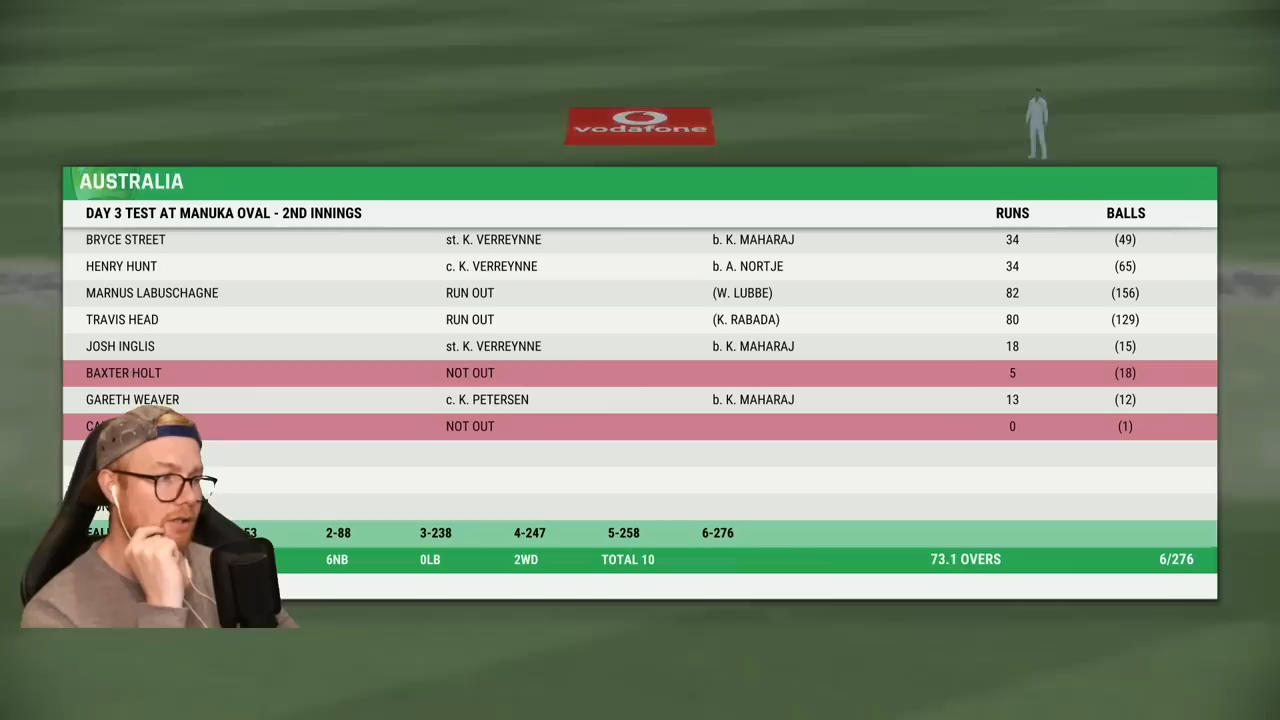 vodafone
AUSTRALIA
DAY 3 TEST AT MANUKA OVAL - 2ND INNINGS RUNS BALLS
BRYCE STREET st. K. VERREYNNE b. K. MAHARAJ 34 (49)
HENRY HUNT c. K. VERREYNNE b. A. NORTJE 34 (65)
MARNUS LABUSCHAGNE RUN OUT (W. LUBBE) 82 (156)
TRAVIS HEAD RUN OUT (K. RABADA) 80 (129)
JOSH INGLIS st. K. VERREYNNE b. K. MAHARAJ 18 (15)
BAXTER HOLT NOT OUT 5 (18)
GARETH WEAVER c. K. PETERSEN b. K. MAHARAJ 13 (12)
NOT OUT 0 (1)
53 2-88 3-238 4-247 5-258 6-276
6NB 0LB 2WD TOTAL 10 73.1 OVERS 6/276